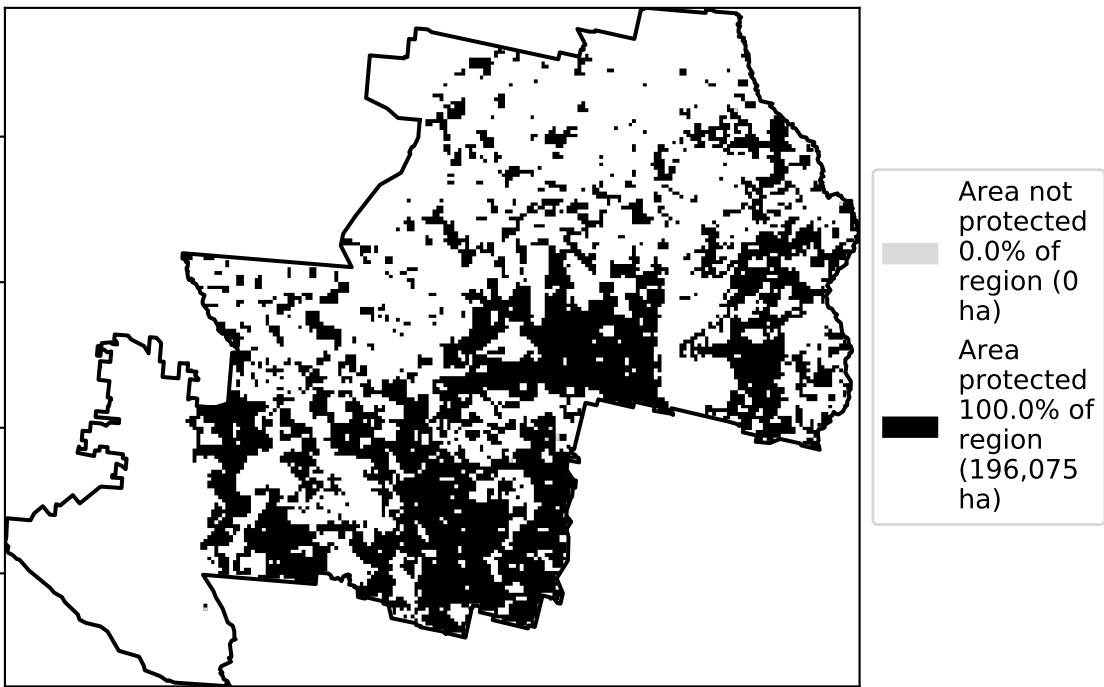 Area not
protected
0.0% of
region (0
ha)
Area
protected
100.0% of
region
(196,075
ha)